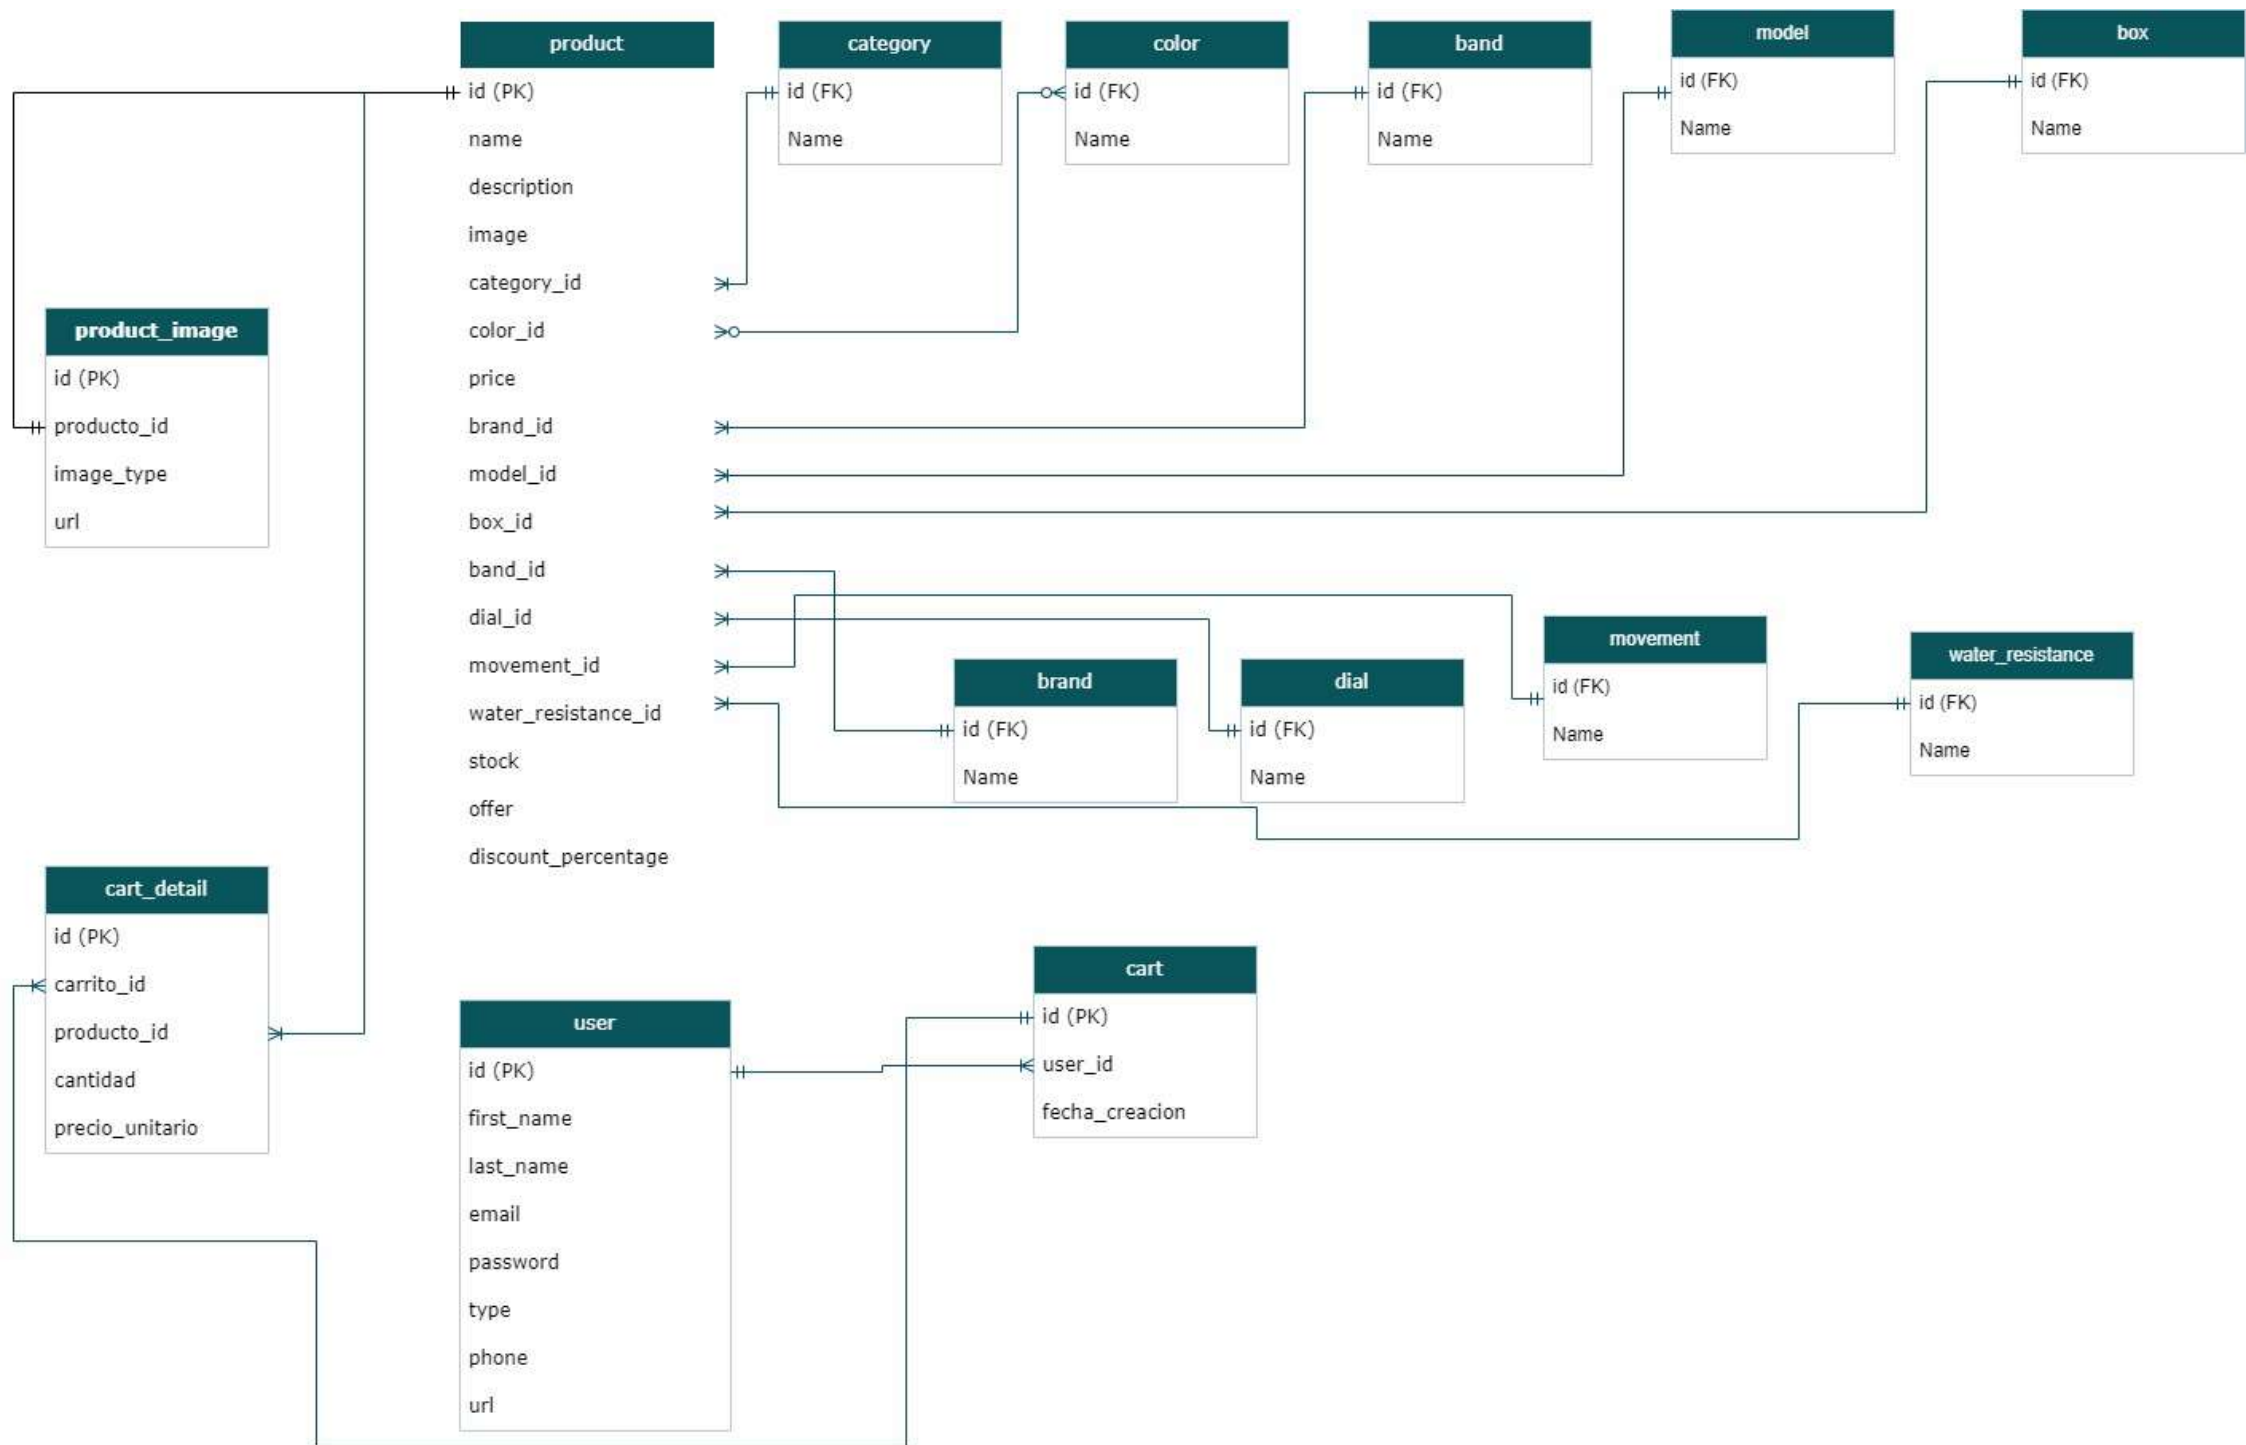 product
id (PK)
name
description
image
category_id
color_id
price
brand_id
model_id
box_id
band_id
dial_id
movement_id
water_resistance_id
stock
offer
discount_percentage
category
id (FK)
Name
color
id (FK)
Name
band
id (FK)
Name
model
id (FK)
Name
box
id (FK)
Name
product_image
id (PK)
producto_id
image_type
url
brand
id (FK)
Name
dial
id (FK)
Name
movement
id (FK)
Name
water_resistance
id (FK)
Name
cart_detail
id (PK)
carrito_id
producto_id
cantidad
precio_unitario
user
id (PK)
first_name
last_name
email
password
type
phone
url
cart
id (PK)
user_id
fecha_creacion